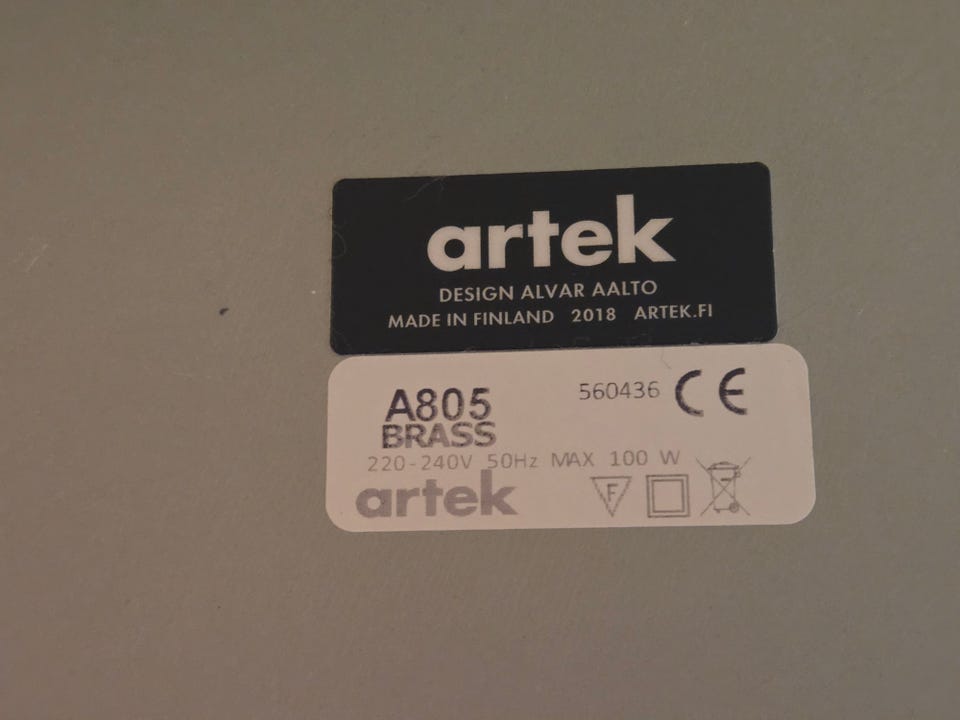 artek
DESIGN ALVAR AALTO
MADE IN FINLAND 2018 ARTEK.FI
A805 560436 CE
BRASS
220-240V 50Hz MAX 100 W
artek F